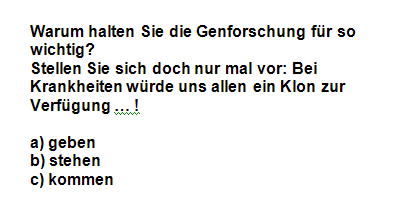 Warum halten Sie die Genforschung für so
wichtig?
Stellen Sie sich doch nur mal vor: Bei
Krankheiten würde uns allen ein Klon zur
Verfügung ... !
a) geben
b) stehen
c) kommen